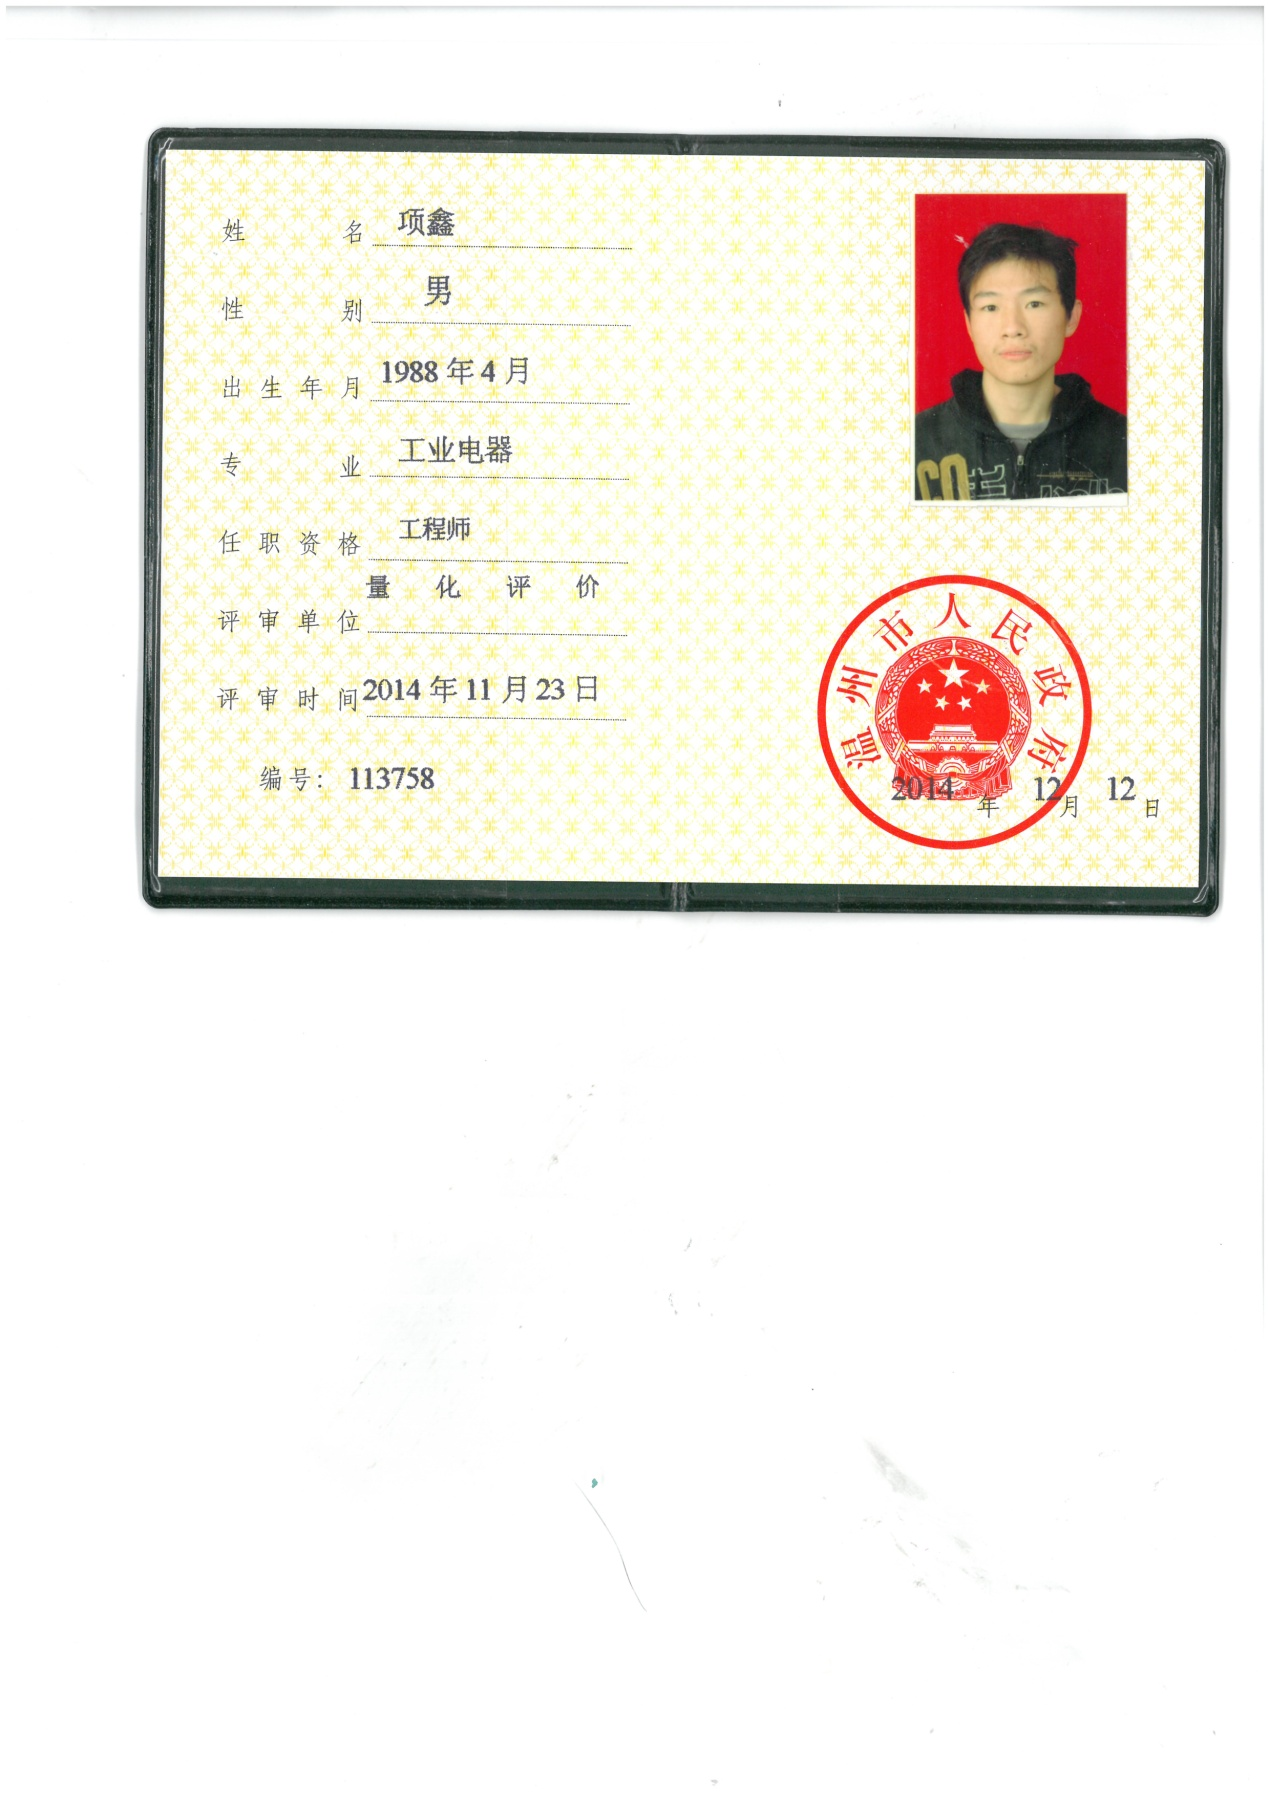 姓名 项鑫
性别 男
出生年月 1988年4月
专业 工业电器
任职资格 工程师
量化评价
评审单位
评审时间 2014年11月23日
编号： 113758
温州市人民政府
2014年12月12日